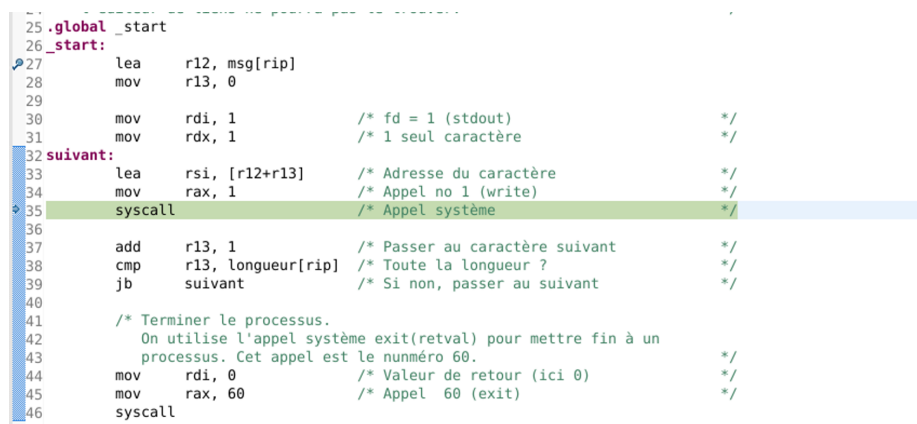 25 .global _start
26 _start:
27 lea r12, msg[rip]
28 mov r13, 0
29
30 mov rdi, 1 /* fd = 1 (stdout) */
31 mov rdx, 1 /* 1 seul caractère */
32 suivant:
33 lea rsi, [r12+r13] /* Adresse du caractère */
34 mov rax, 1 /* Appel no 1 (write) */
35 syscall /* Appel système */
36
37 add r13, 1 /* Passer au caractère suivant */
38 cmp r13, longueur[rip] /* Toute la longueur ? */
39 jb suivant /* Si non, passer au suivant */
40
41 /* Terminer le processus.
42 On utilise l'appel système exit(retval) pour mettre fin à un
43 processus. Cet appel est le nunméro 60. */
44 mov rdi, 0 /* Valeur de retour (ici 0) */
45 mov rax, 60 /* Appel 60 (exit) */
46 syscall